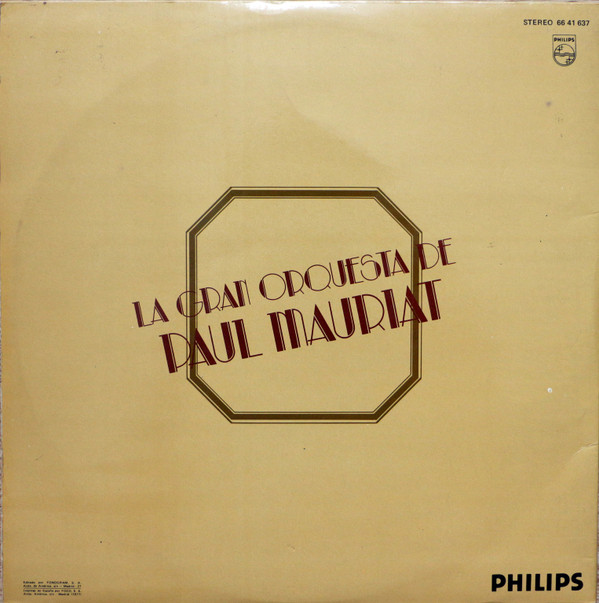 STEREO 66 41 637
PHILIPS
LA GRAN ORQUESTA DE
PAUL MAURIAT
PHILIPS